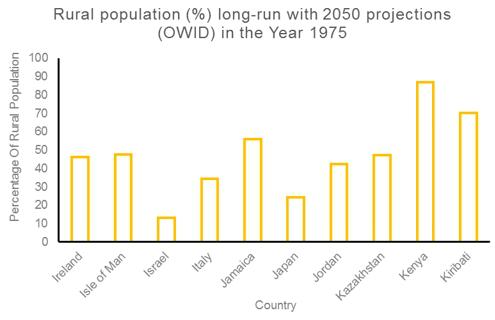 Rural population (%) long-run with 2050 projections
(OWID) in the Year 1975
Percentage Of Rural Population
100
90
80
70
60
50
40
30
20
10
0
Ireland
Isle of Man
Israel
Italy
Jamaica
Japan
Jordan
Kazakhstan
Kenya
Kiribati
Country